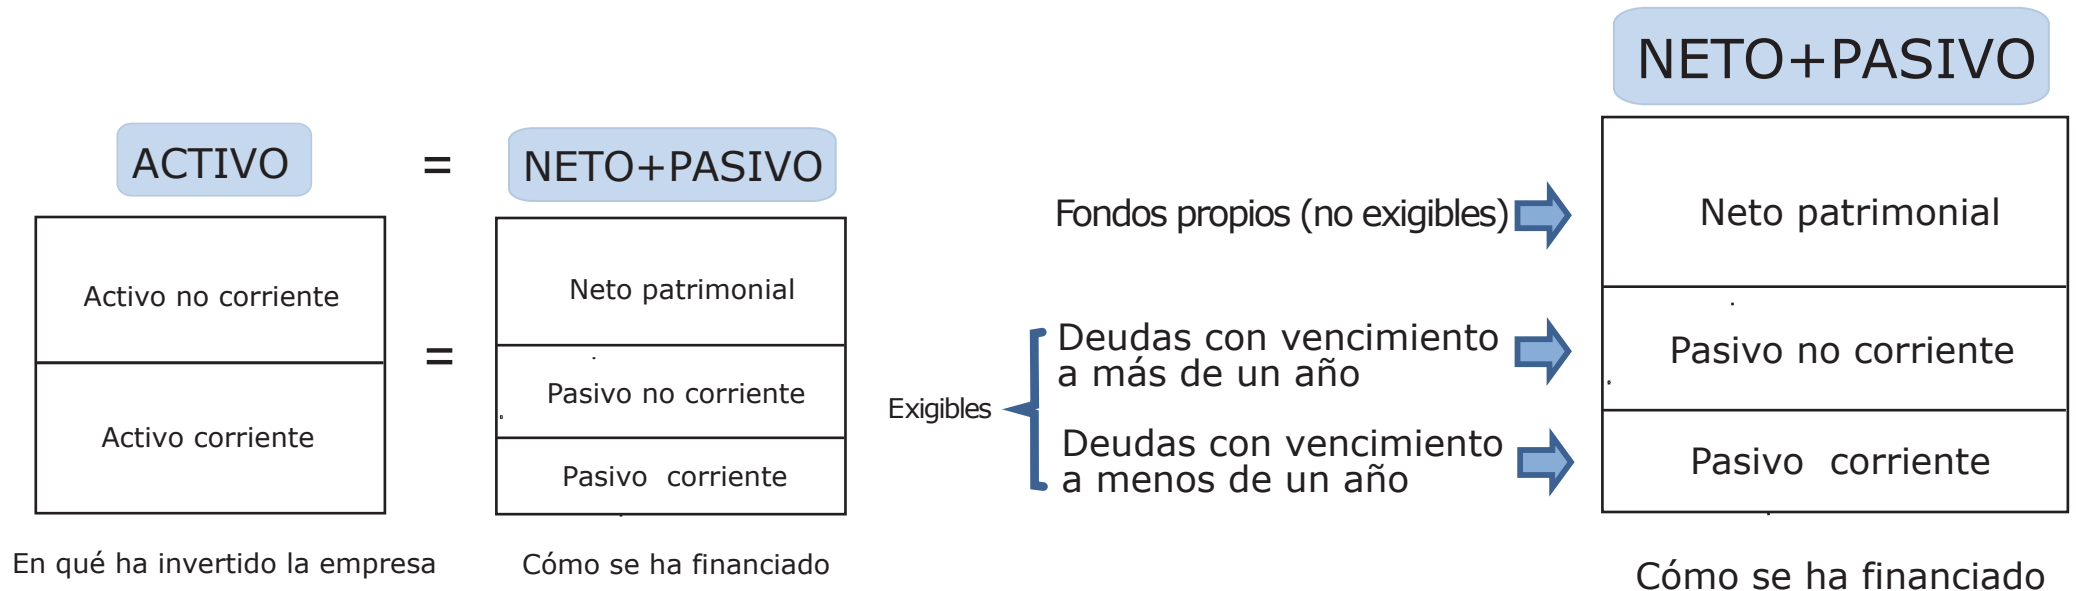 ACTIVO
=
NETO+PASIVO
Activo no corriente
Activo corriente
=
Neto patrimonial
Pasivo no corriente
Pasivo corriente
En qué ha invertido la empresa
Cómo se ha financiado
NETO+PASIVO
Fondos propios (no exigibles)
Neto patrimonial
Exigibles
Deudas con vencimiento
a más de un año
Pasivo no corriente
Deudas con vencimiento
a menos de un año
Pasivo corriente
Cómo se ha financiado